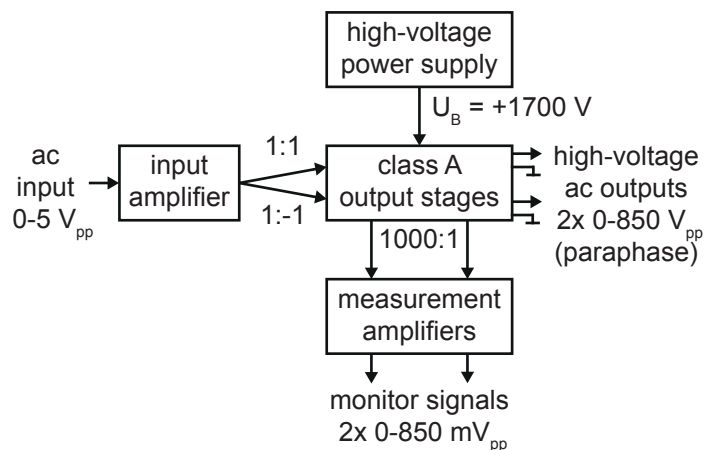 high-voltage
power supply
U_B = +1700 V
ac
input
0-5 V_pp
input
amplifier
1:1
1:-1
class A
output stages
high-voltage
ac outputs
2x 0-850 V_pp
(paraphase)
1000:1
measurement
amplifiers
monitor signals
2x 0-850 mV_pp